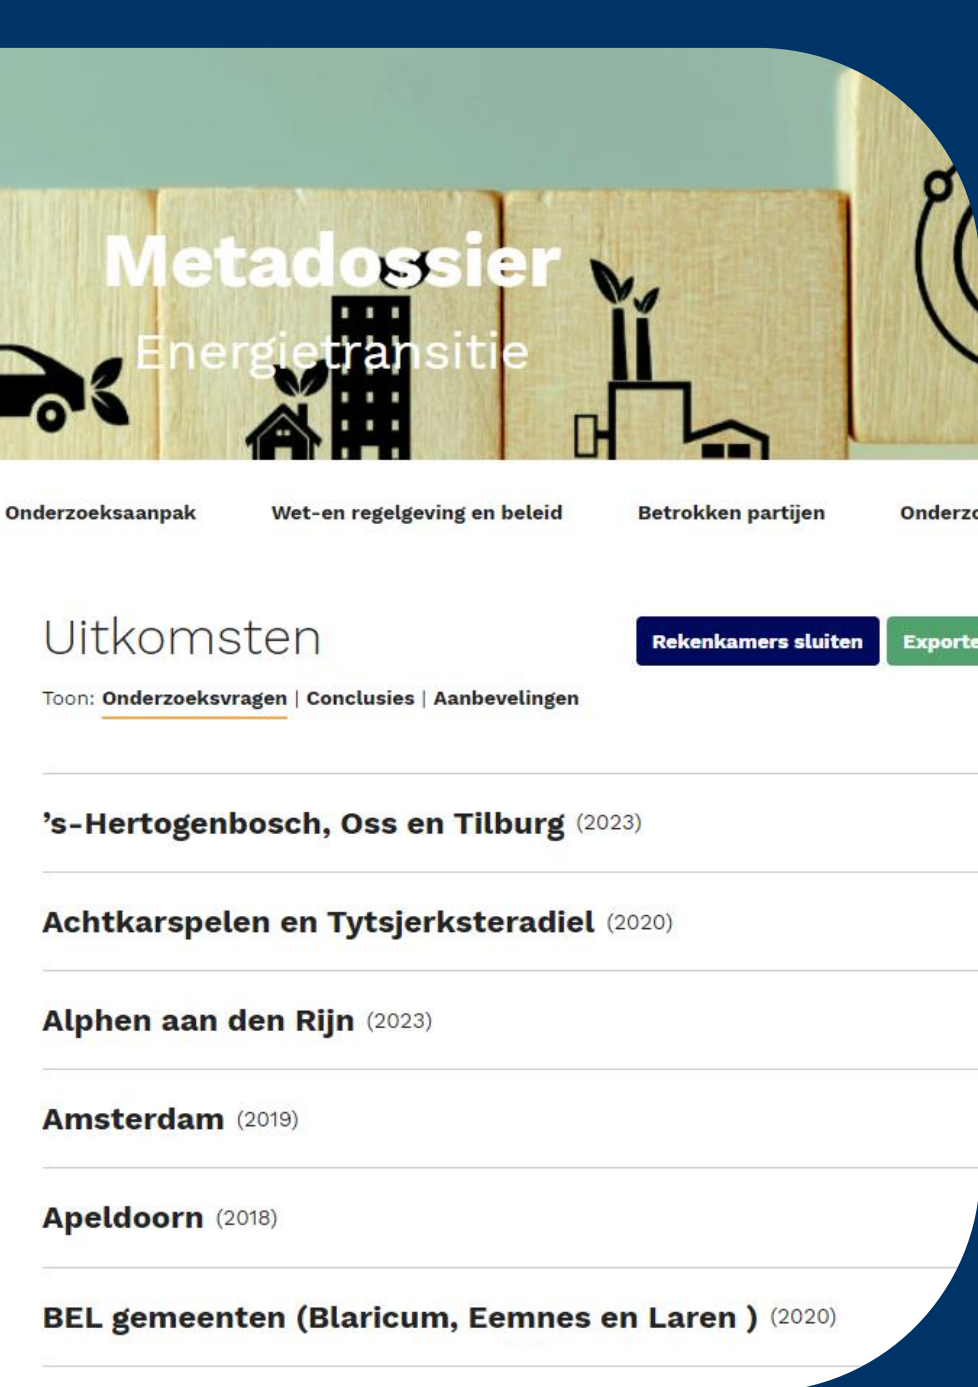 Metadossier
Energietransitie
Onderzoeksaanpak Wet-en regelgeving en beleid Betrokken partijen
Uitkomsten
Rekenkamers sluiten
Toon: Onderzoeksvragen | Conclusies | Aanbevelingen
’s-Hertogenbosch, Oss en Tilburg (2023)
Achtkarspelen en Tytsjerksteradiel (2020)
Alphen aan den Rijn (2023)
Amsterdam (2019)
Apeldoorn (2018)
BEL gemeenten (Blaricum, Eemnes en Laren ) (2020)